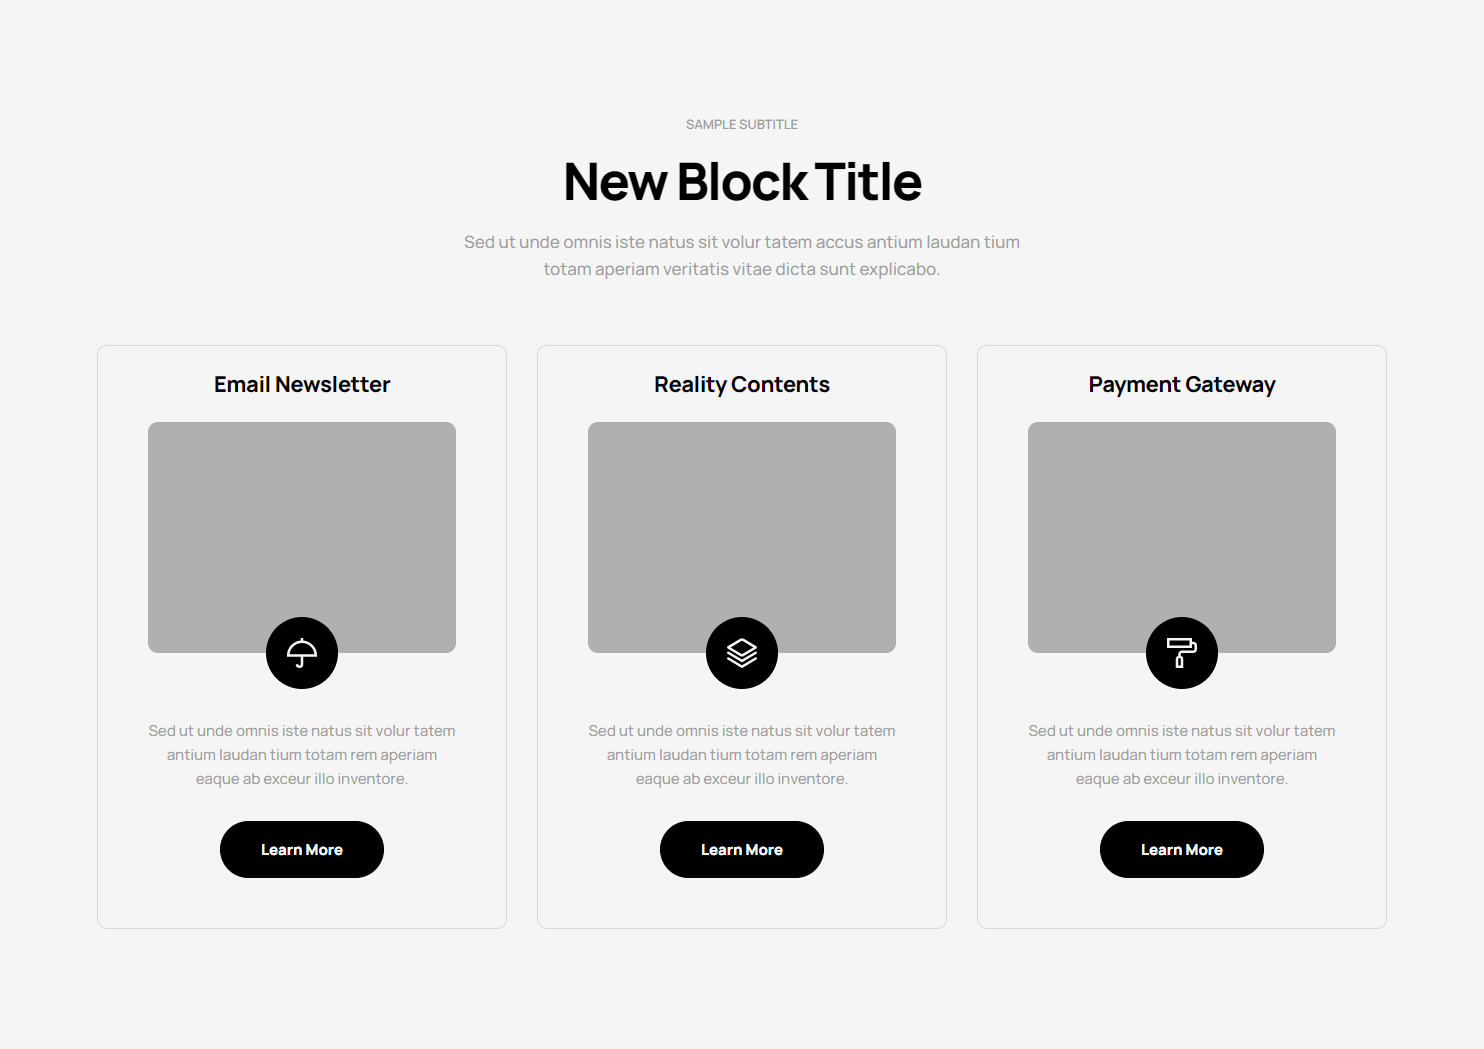 SAMPLE SUBTITLE
New Block Title
Sed ut unde omnis iste natus sit volur tatem accus antium laudan tium
totam aperiam veritatis vitae dicta sunt explicabo.
Email Newsletter
Sed ut unde omnis iste natus sit volur tatem
antium laudan tium totam rem aperiam
eaque ab exceur illo inventore.
Learn More
Reality Contents
Sed ut unde omnis iste natus sit volur tatem
antium laudan tium totam rem aperiam
eaque ab exceur illo inventore.
Learn More
Payment Gateway
Sed ut unde omnis iste natus sit volur tatem
antium laudan tium totam rem aperiam
eaque ab exceur illo inventore.
Learn More